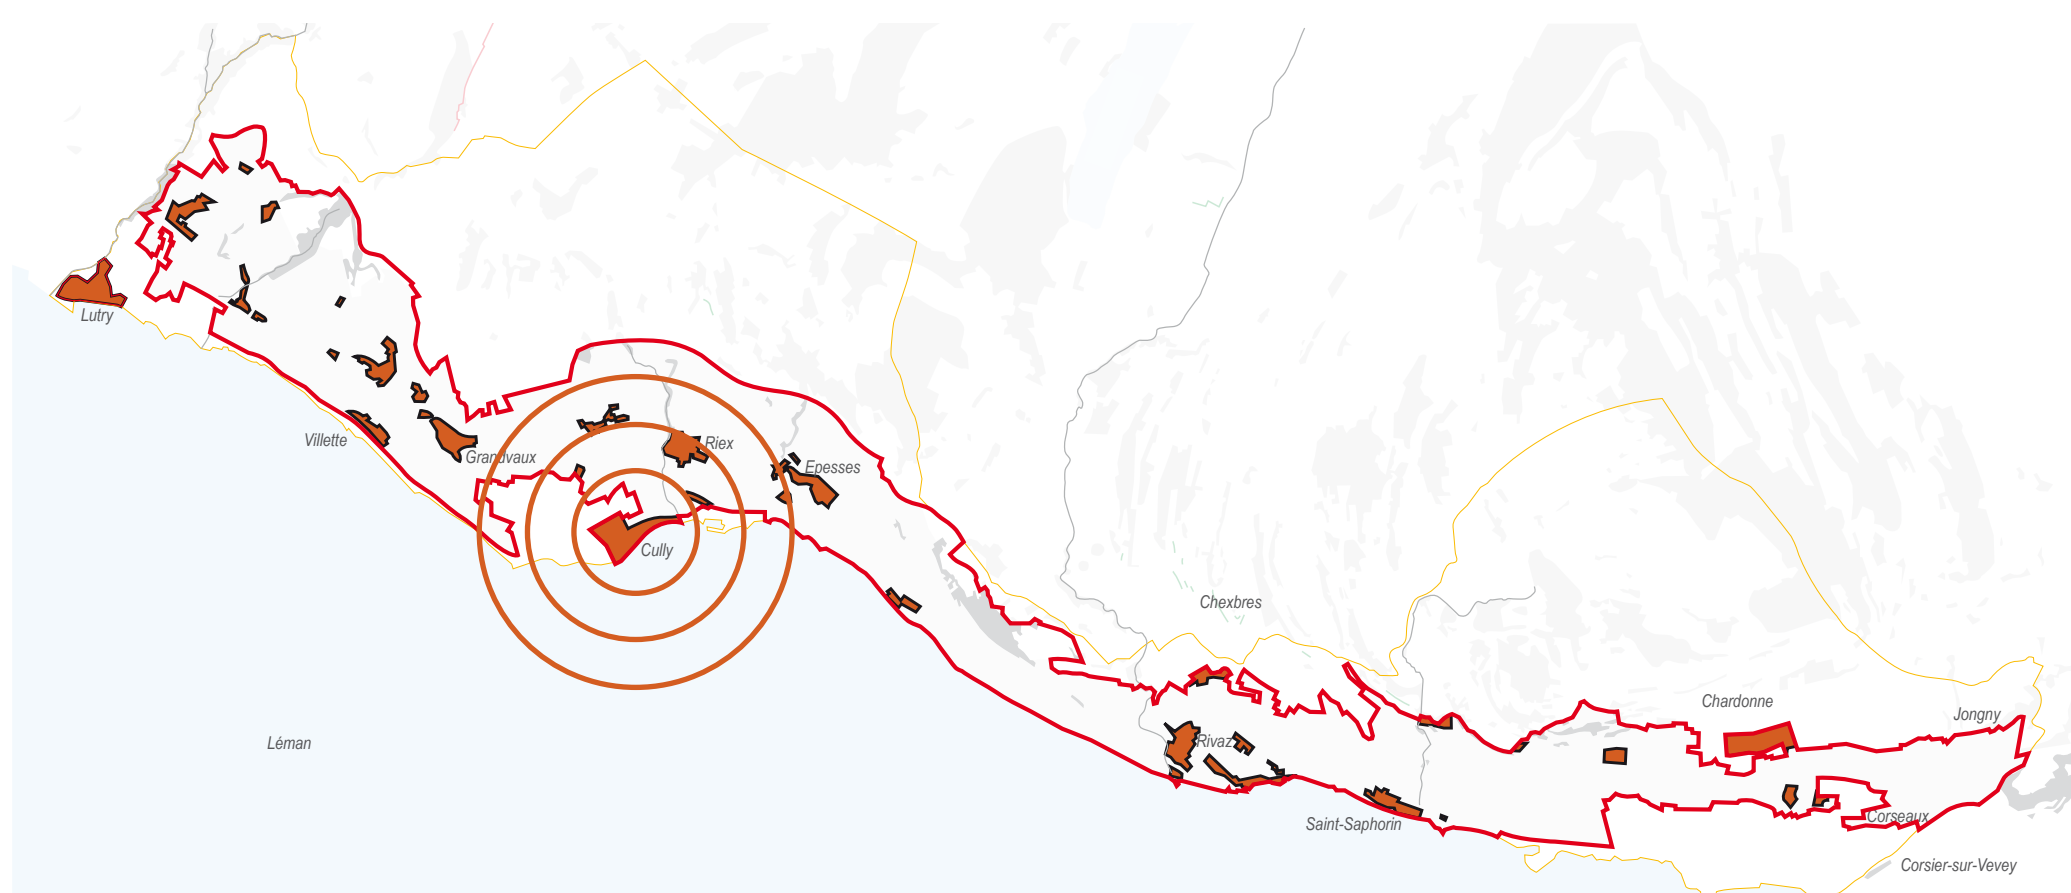 Lutry
Villette
Grandvaux
Riex
Epesses
Cully
Chexbres
Léman
Rivaz
Saint-Saphorin
Chardonne
Jongny
Corseaux
Corsier-sur-Vevey